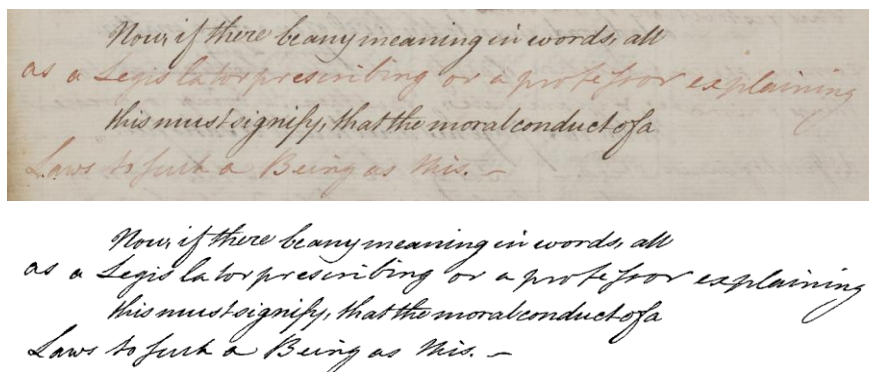 Now, if there be any meaning in words, all
as a Legislator prescribing or a professor explaining
this must signify, that the moral conduct of a
Laws to such a Being as this. —
Now, if there be any meaning in words, all
as a Legislator prescribing or a professor explaining
this must signify, that the moral conduct of a
Laws to such a Being as this. —